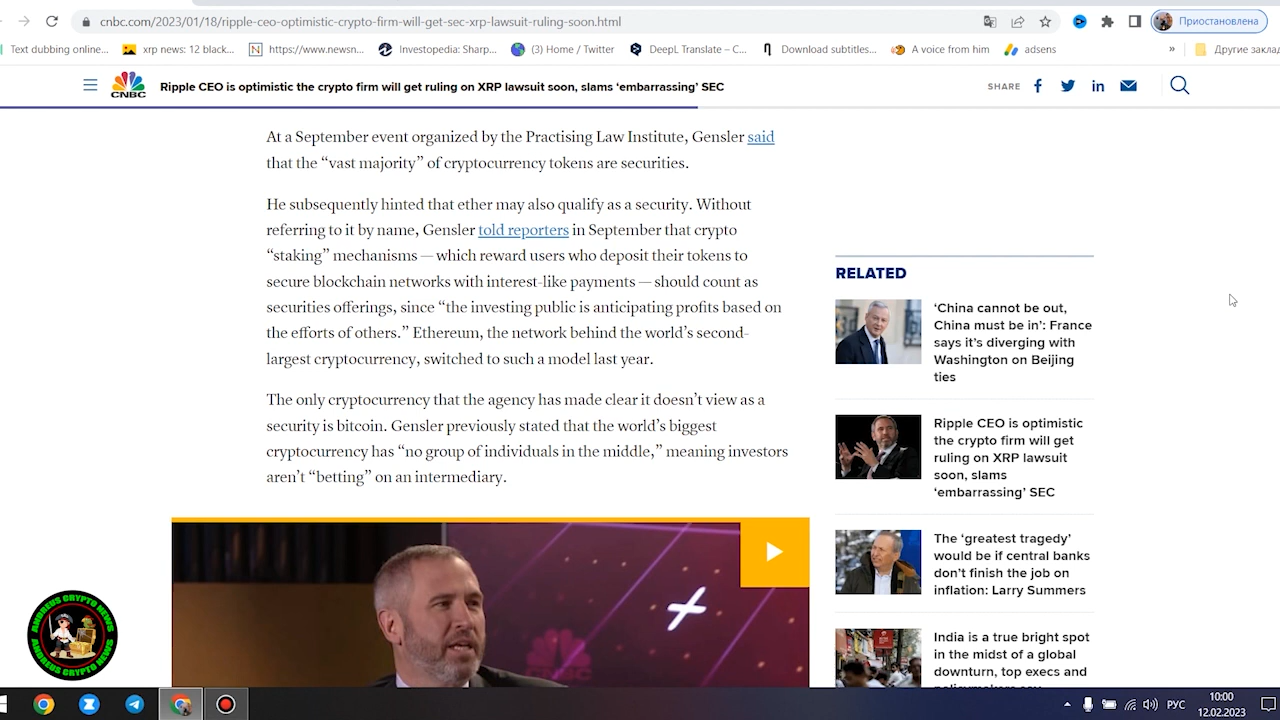 cnbc.com/2023/01/18/ripple-ceo-optimistic-crypto-firm-will-get-sec-xrp-lawsuit-ruling-soon.html
Приостановлена
Text dubbing online...
xrp news: 12 black...
https://www.newsn...
Investopedia: Sharp...
(3) Home / Twitter
DeepL Translate – C...
Download subtitles...
A voice from him
adsens
»
Другие закла
CNBC
Ripple CEO is optimistic the crypto firm will get ruling on XRP lawsuit soon, slams ‘embarrassing’ SEC
SHARE
At a September event organized by the Practising Law Institute, Gensler said
that the “vast majority” of cryptocurrency tokens are securities.
He subsequently hinted that ether may also qualify as a security. Without
referring to it by name, Gensler told reporters in September that crypto
“staking” mechanisms — which reward users who deposit their tokens to
secure blockchain networks with interest-like payments — should count as
securities offerings, since “the investing public is anticipating profits based on
the efforts of others.” Ethereum, the network behind the world’s second-
largest cryptocurrency, switched to such a model last year.
The only cryptocurrency that the agency has made clear it doesn’t view as a
security is bitcoin. Gensler previously stated that the world’s biggest
cryptocurrency has “no group of individuals in the middle,” meaning investors
aren’t “betting” on an intermediary.
RELATED
‘China cannot be out,
China must be in’: France
says it’s diverging with
Washington on Beijing
ties
Ripple CEO is optimistic
the crypto firm will get
ruling on XRP lawsuit
soon, slams
‘embarrassing’ SEC
The ‘greatest tragedy’
would be if central banks
don’t finish the job on
inflation: Larry Summers
India is a true bright spot
in the midst of a global
downturn, top execs and
ANDREUS CRYPTO NEWS
ANDREUS CRYPTO NEWS
РУС
10:00
12.02.2023